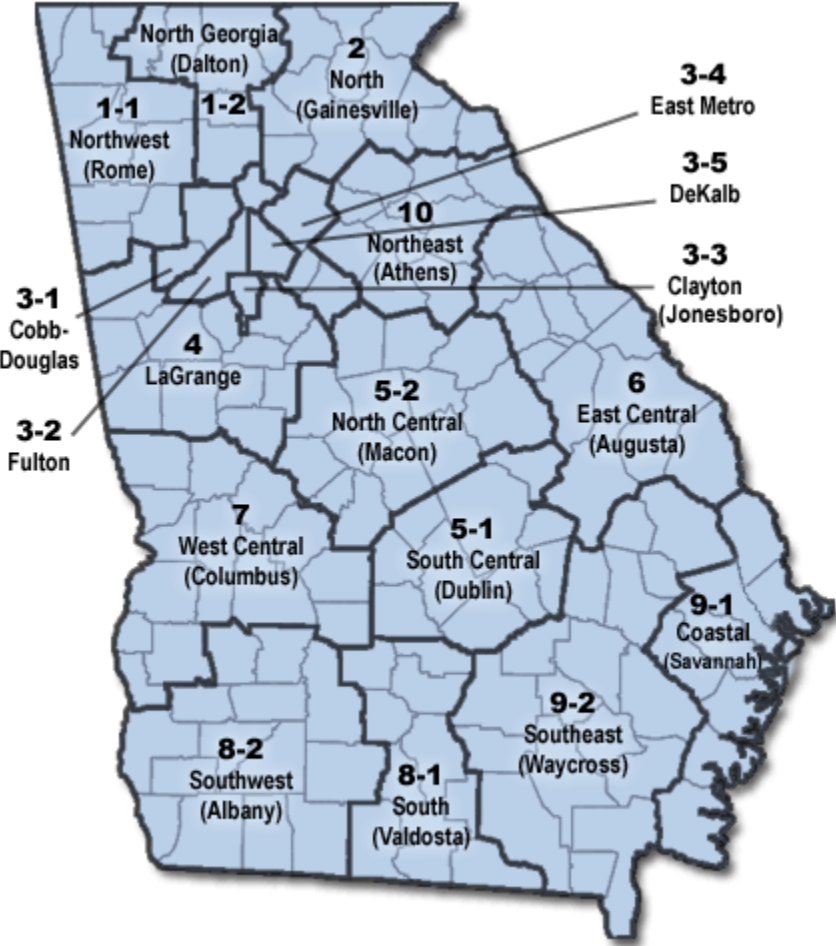 North Georgia
(Dalton)
1-2
2
North
(Gainesville)
3-4
East Metro
1-1
Northwest
(Rome)
3-5
DeKalb
10
Northeast
(Athens)
3-3
Clayton
(Jonesboro)
3-1
Cobb-
Douglas
4
LaGrange
3-2
Fulton
5-2
North Central
(Macon)
6
East Central
(Augusta)
7
West Central
(Columbus)
5-1
South Central
(Dublin)
9-1
Coastal
(Savannah)
9-2
Southeast
(Waycross)
8-2
Southwest
(Albany)
8-1
South
(Valdosta)